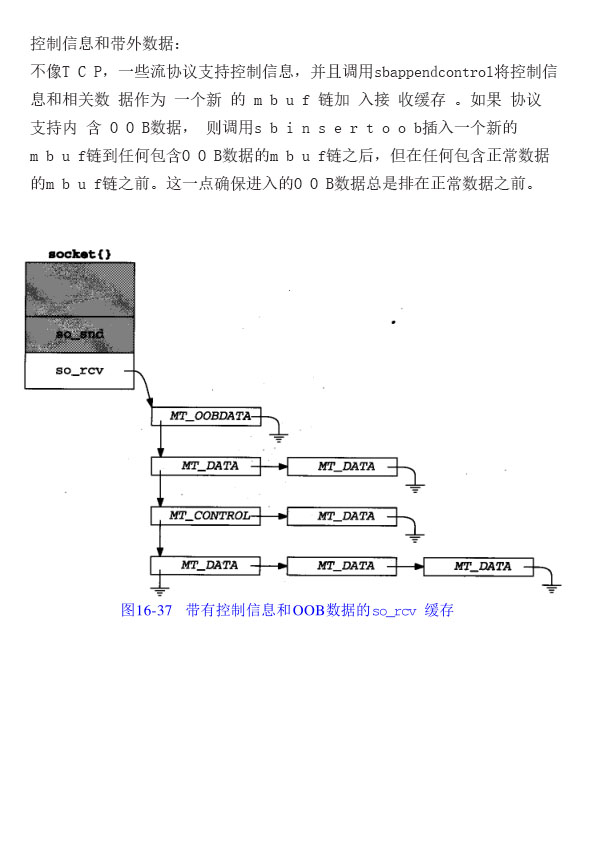 控制信息和带外数据：
不像T C P，一些流协议支持控制信息，并且调用sbappendcontrol将控制信
息和相关数 据作为 一个新 的 m b u f 链加 入接 收缓存 。如果 协议
支持内 含 O O B数据， 则调用s b i n s e r t o o b插入一个新的
m b u f链到任何包含O O B数据的m b u f链之后，但在任何包含正常数据
的m b u f链之前。这一点确保进入的O O B数据总是排在正常数据之前。
socket{}
so_snd
so_rcv
MT_OOBDATA
MT_DATA MT_DATA
MT_CONTROL MT_DATA
MT_DATA MT_DATA MT_DATA
图16-37 带有控制信息和OOB数据的so_rcv 缓存